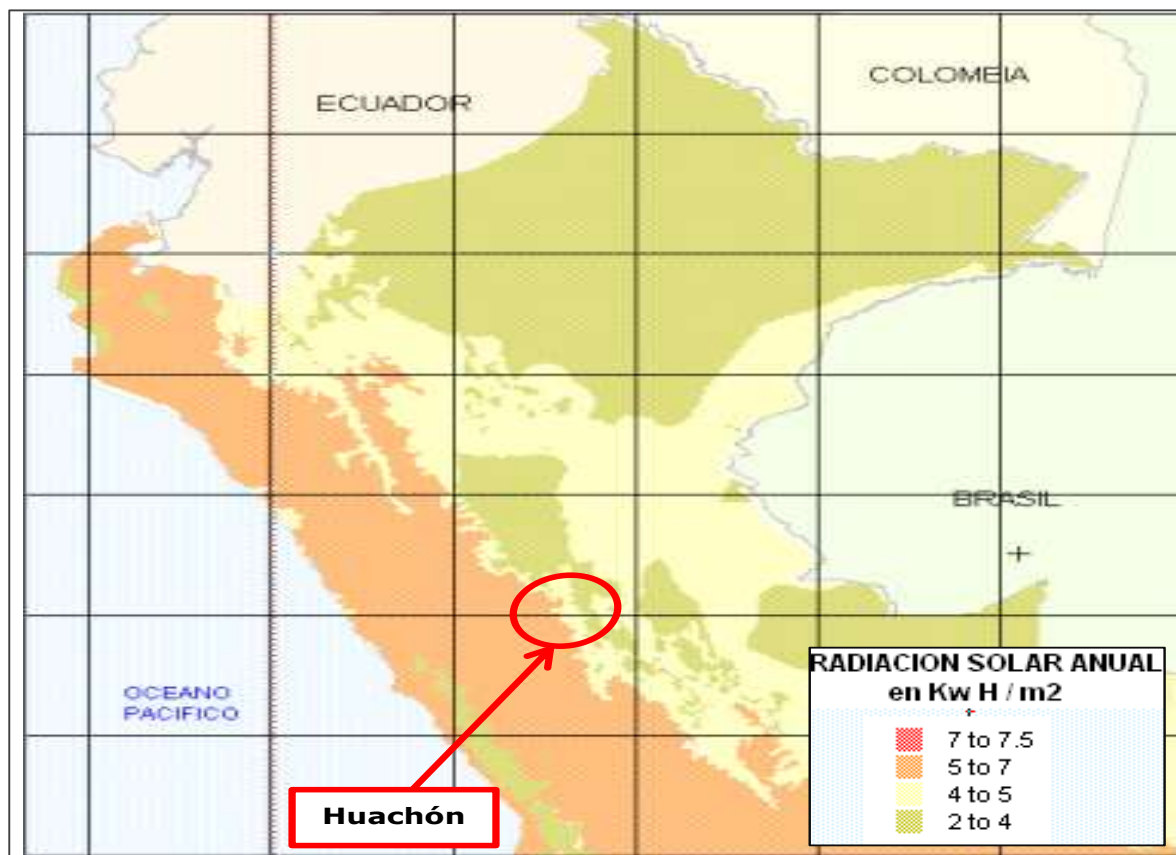 COLOMBIA
ECUADOR
BRASIL
OCEANO
PACIFICO
Huachón
RADIACION SOLAR ANUAL
en Kw H / m2
7 to 7.5
5 to 7
4 to 5
2 to 4